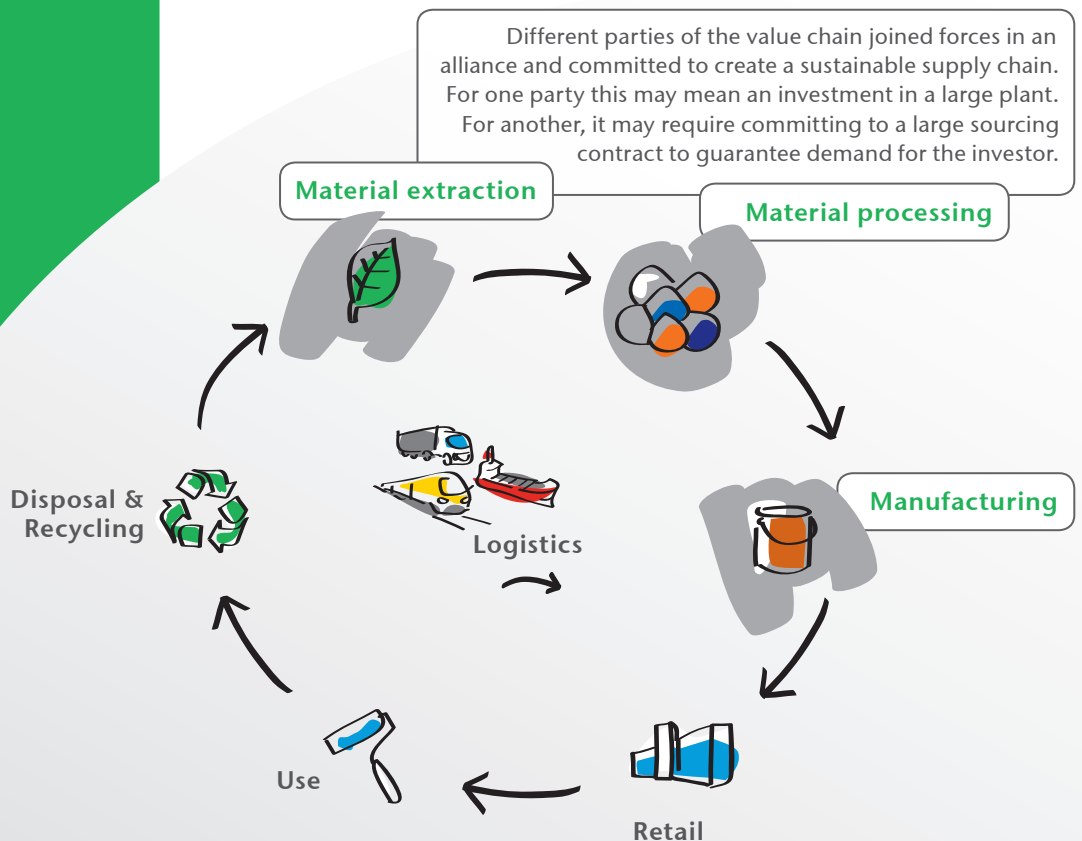 Different parties of the value chain joined forces in an
alliance and committed to create a sustainable supply chain.
For one party this may mean an investment in a large plant.
For another, it may require committing to a large sourcing
contract to guarantee demand for the investor.
Material extraction
Material processing
Manufacturing
Disposal &
Recycling
Logistics
Use
Retail